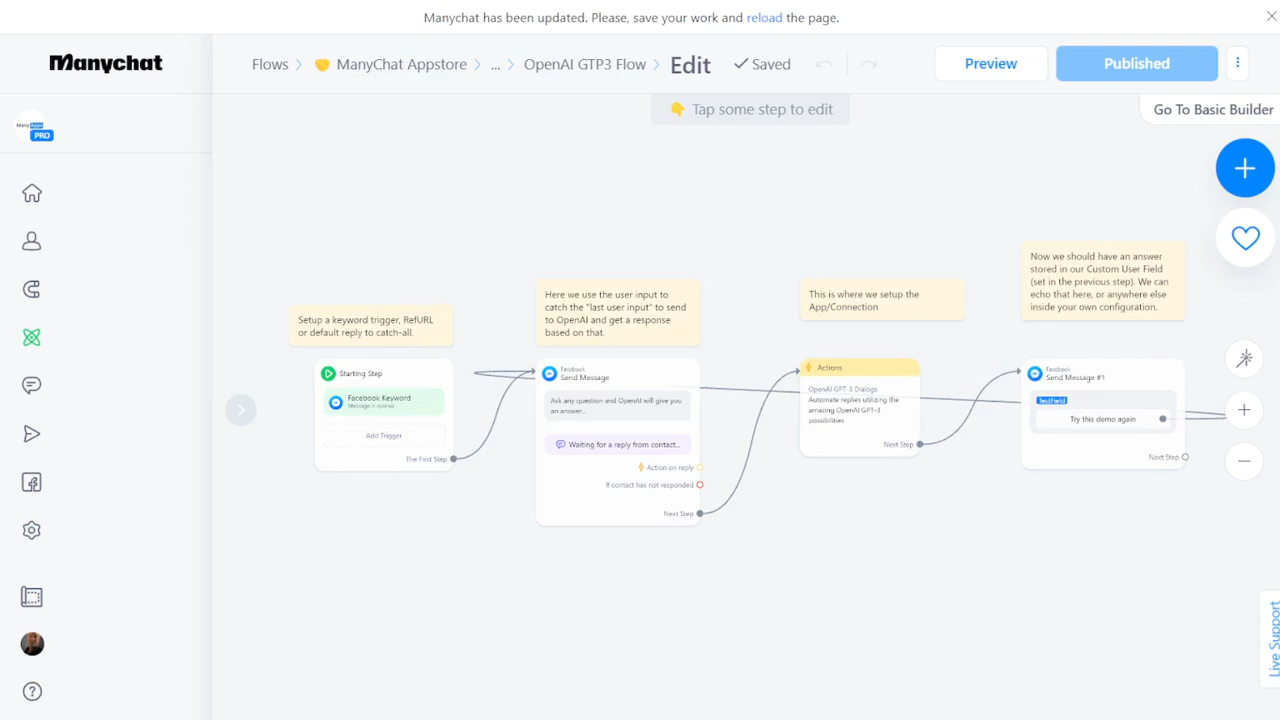 Manychat has been updated. Please, save your work and reload the page.
Manychat
Flows
ManyChat Appstore
...
OpenAI GTP3 Flow
Edit
Saved
Preview
Published
Tap some step to edit
Go To Basic Builder
PRO
Setup a keyword trigger, RefURL
or default reply to catch-all.
Starting Step
Facebook Keyword
Message is openai
Add Trigger
The First Step
Here we use the user input to
catch the "last user input" to send
to OpenAI and get a response
based on that.
Facebook
Send Message
Ask any question and OpenAI will give you
an answer...
Waiting for a reply from contact...
Action on reply
If contact has not responded
Next Step
This is where we setup the
App/Connection
Actions
OpenAI GPT-3 Dialogs
Automate replies utilizing the
amazing OpenAI GPT-3
possibilities
Next Step
Now we should have an answer
stored in our Custom User Field
(set in the previous step). We can
echo that here, or anywhere else
inside your own configuration.
Facebook
Send Message #1
TestField
Try this demo again
Next Step
Live Support